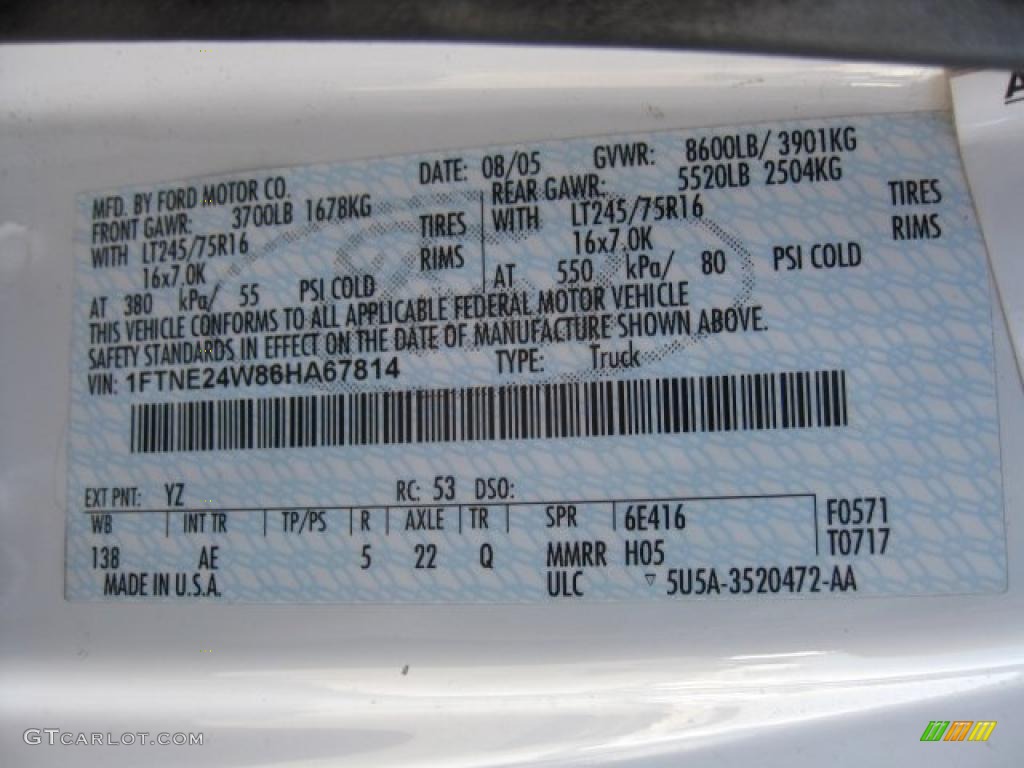 A
MFD. BY FORD MOTOR CO. DATE: 08/05 GVWR: 8600LB/ 3901KG
FRONT GAWR: 3700LB 1678KG REAR GAWR: 5520LB 2504KG
WITH LT245/75R16 TIRES WITH LT245/75R16 TIRES
16x7.0K RIMS 16x7.0K RIMS
AT 380 kPa/ 55 PSI COLD AT 550 kPa/ 80 PSI COLD
THIS VEHICLE CONFORMS TO ALL APPLICABLE FEDERAL MOTOR VEHICLE
SAFETY STANDARDS IN EFFECT ON THE DATE OF MANUFACTURE SHOWN ABOVE.
VIN: 1FTNE24W86HA67814 TYPE: Truck
EXT PNT: YZ RC: 53 DSO:
WB INT TR TP/PS R AXLE TR SPR 6E416 F0571
138 AE 5 22 Q MMRR H05 T0717
MADE IN U.S.A. ULC ▽ 5U5A-3520472-AA
GTCARLOT.COM